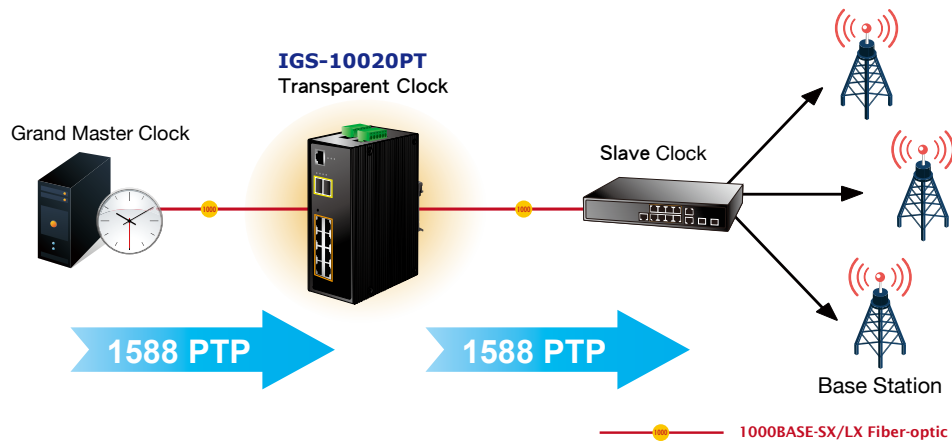 IGS-10020PT
Transparent Clock
Grand Master Clock
Slave Clock
1000
1000
1588 PTP
1588 PTP
Base Station
1000
1000BASE-SX/LX Fiber-optic